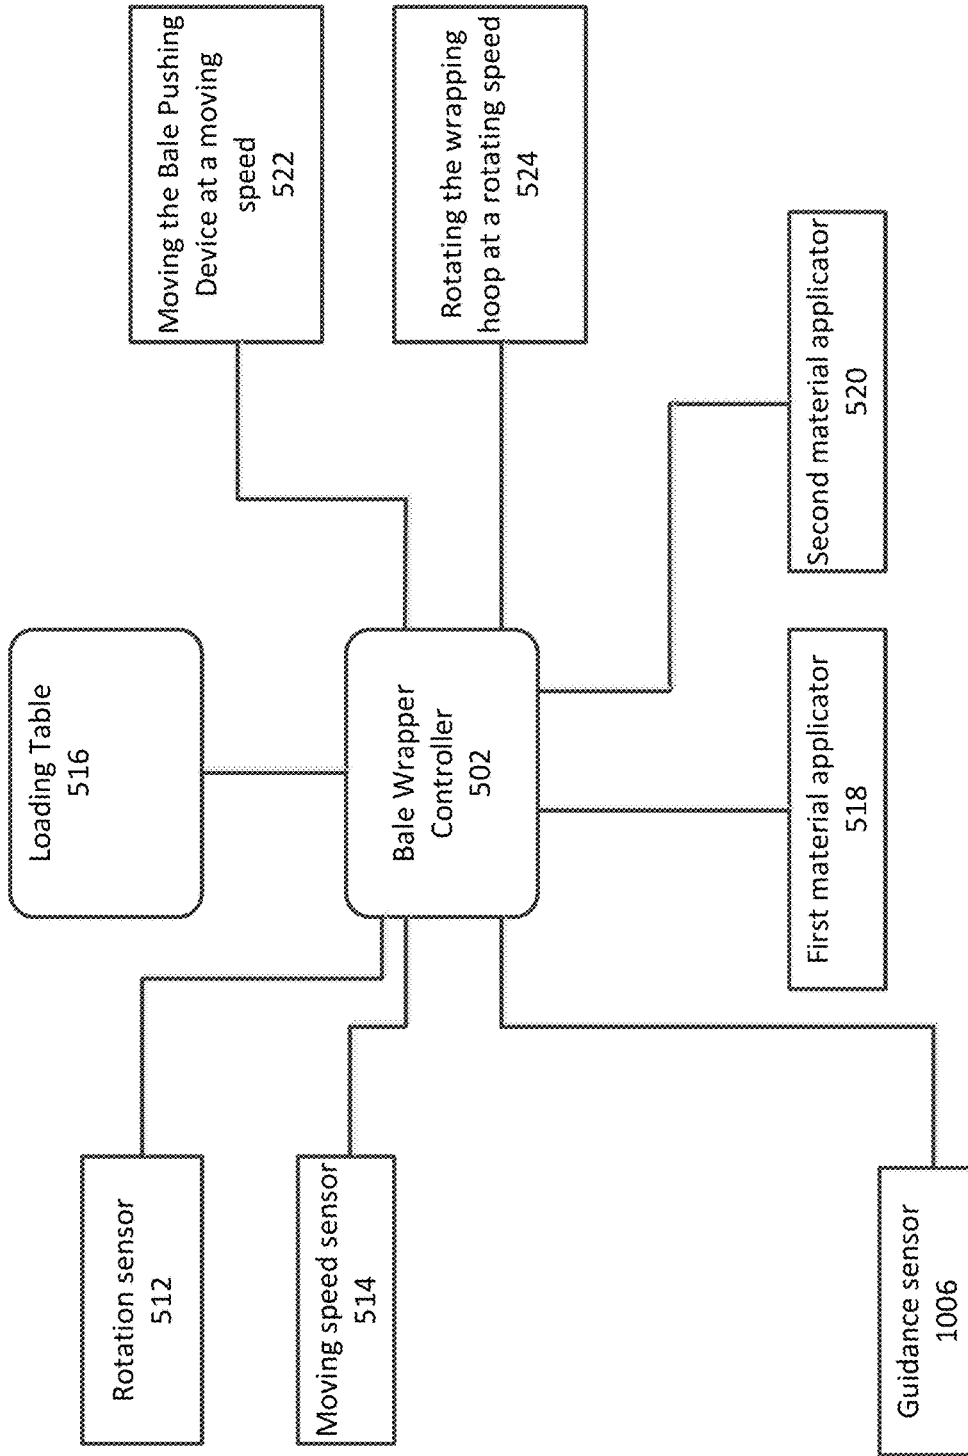 Rotation sensor
512
Moving speed sensor
514
Guidance sensor
1006
Loading Table
516
Bale Wrapper
Controller
502
First material applicator
518
Moving the Bale Pushing
Device at a moving
speed
522
Rotating the wrapping
hoop at a rotating speed
524
Second material applicator
520